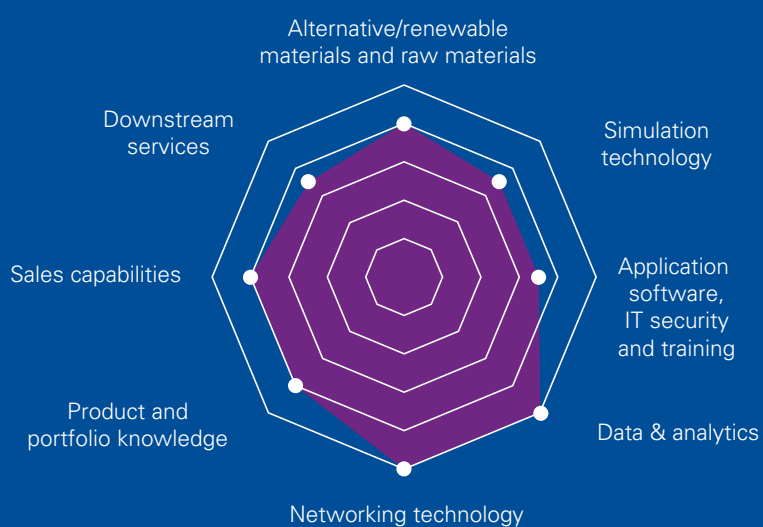 Alternative/renewable
materials and raw materials
Simulation
technology
Application
software,
IT security
and training
Data & analytics
Networking technology
Product and
portfolio knowledge
Sales capabilities
Downstream
services